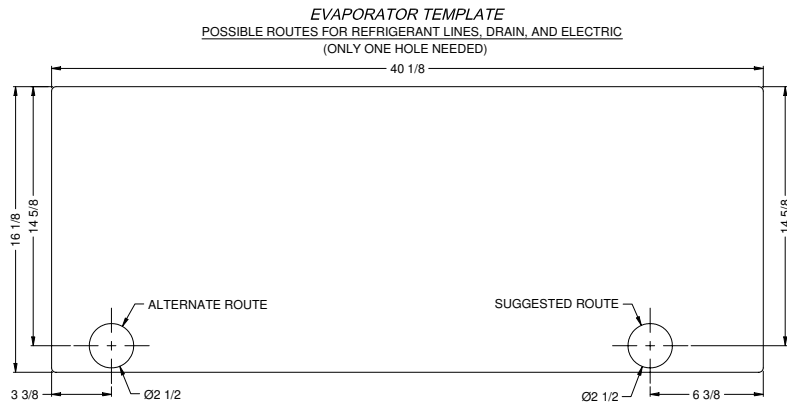 EVAPORATOR TEMPLATE
POSSIBLE ROUTES FOR REFRIGERANT LINES, DRAIN, AND ELECTRIC
(ONLY ONE HOLE NEEDED)
40 1/8
16 1/8
14 5/8
14 5/8
ALTERNATE ROUTE
SUGGESTED ROUTE
3 3/8
Ø2 1/2
Ø2 1/2
6 3/8